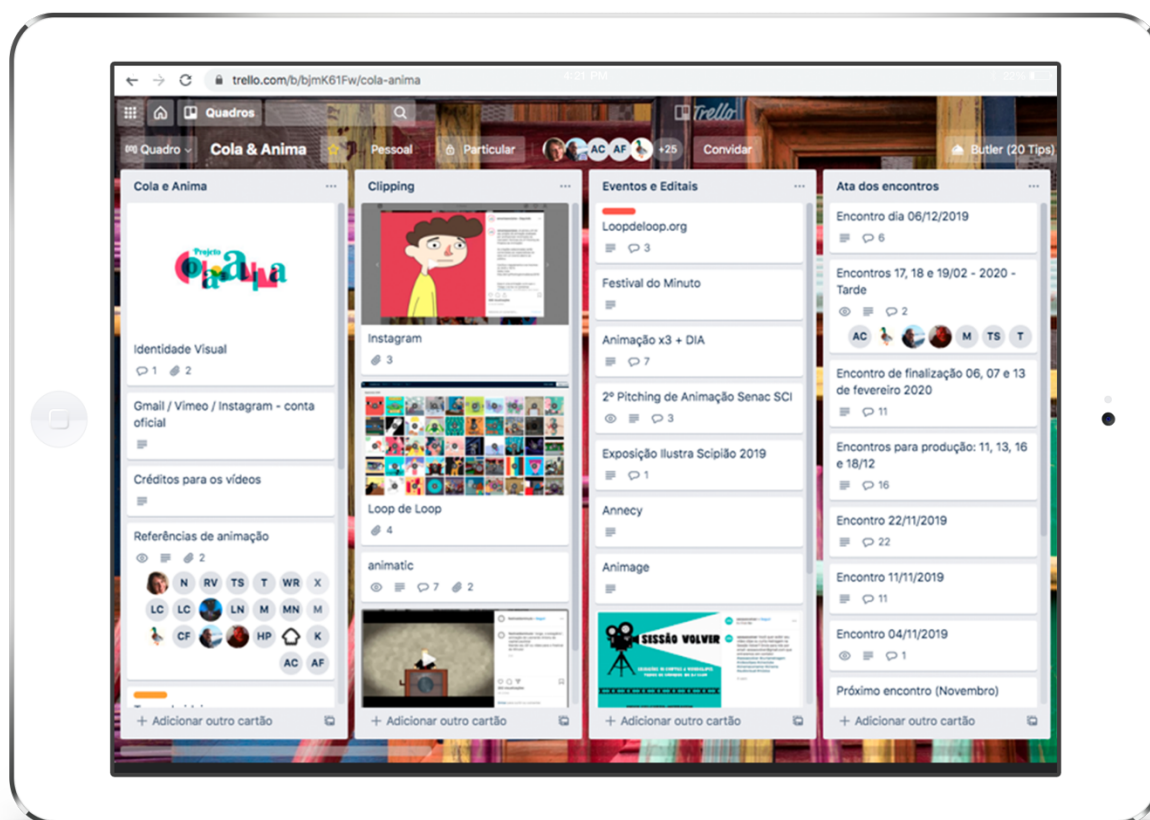 4:21 PM
22%
trello.com/b/bjmK61Fw/cola-anima
Quadros
Trello
Quadro
Cola & Anima
Pessoal
Particular
AC
AF
+25
Convidar
Butler (20 Tips)
Cola e Anima
Projeto
Identidade Visual
1
2
Gmail / Vimeo / Instagram - conta
oficial
Créditos para os vídeos
Referências de animação
2
N RV TS T WR X
LC LC LN M MN M
CF HP K
AC AF
+ Adicionar outro cartão
Clipping
Instagram
3
Loop de Loop
4
animatic
7
2
+ Adicionar outro cartão
Eventos e Editais
Loopdeloop.org
3
Festival do Minuto
Animação x3 + DIA
7
2º Pitching de Animação Senac SCI
3
Exposição Ilustra Scipião 2019
1
Annecy
Animage
SESSÃO VOLVER
+ Adicionar outro cartão
Ata dos encontros
Encontro dia 06/12/2019
6
Encontros 17, 18 e 19/02 - 2020 -
Tarde
2
AC M TS T
Encontro de finalização 06, 07 e 13
de fevereiro 2020
11
Encontros para produção: 11, 13, 16
e 18/12
16
Encontro 22/11/2019
22
Encontro 11/11/2019
11
Encontro 04/11/2019
1
Próximo encontro (Novembro)
+ Adicionar outro cartão